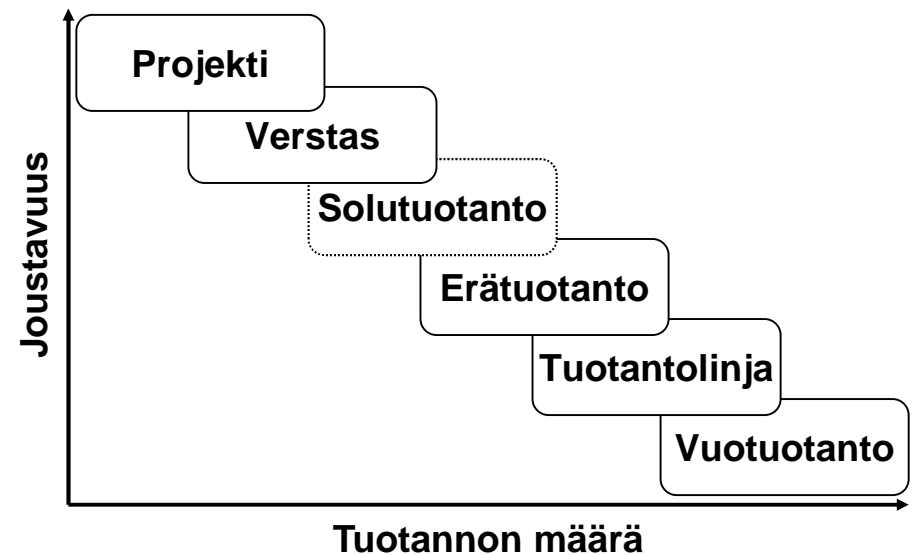 Projekti
Verstas
Solutuotanto
Erätuotanto
Tuotantolinja
Vuotuotanto
Joustavuus
Tuotannon määrä